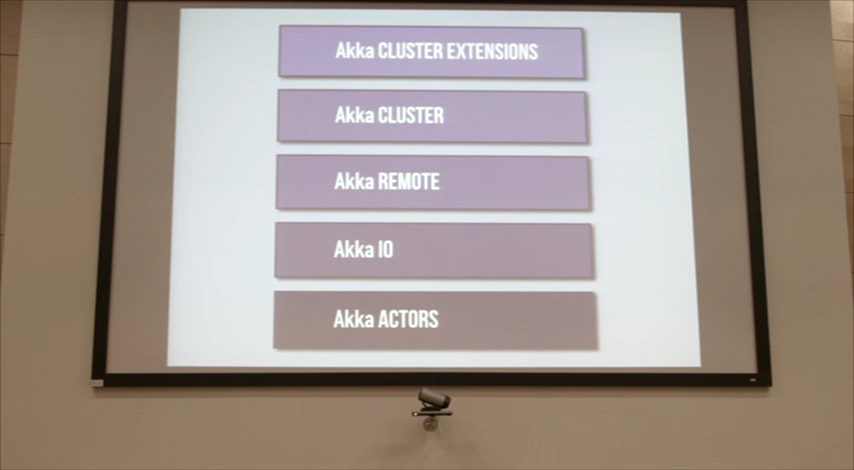 Akka CLUSTER EXTENSIONS
Akka CLUSTER
Akka REMOTE
Akka IO
Akka ACTORS